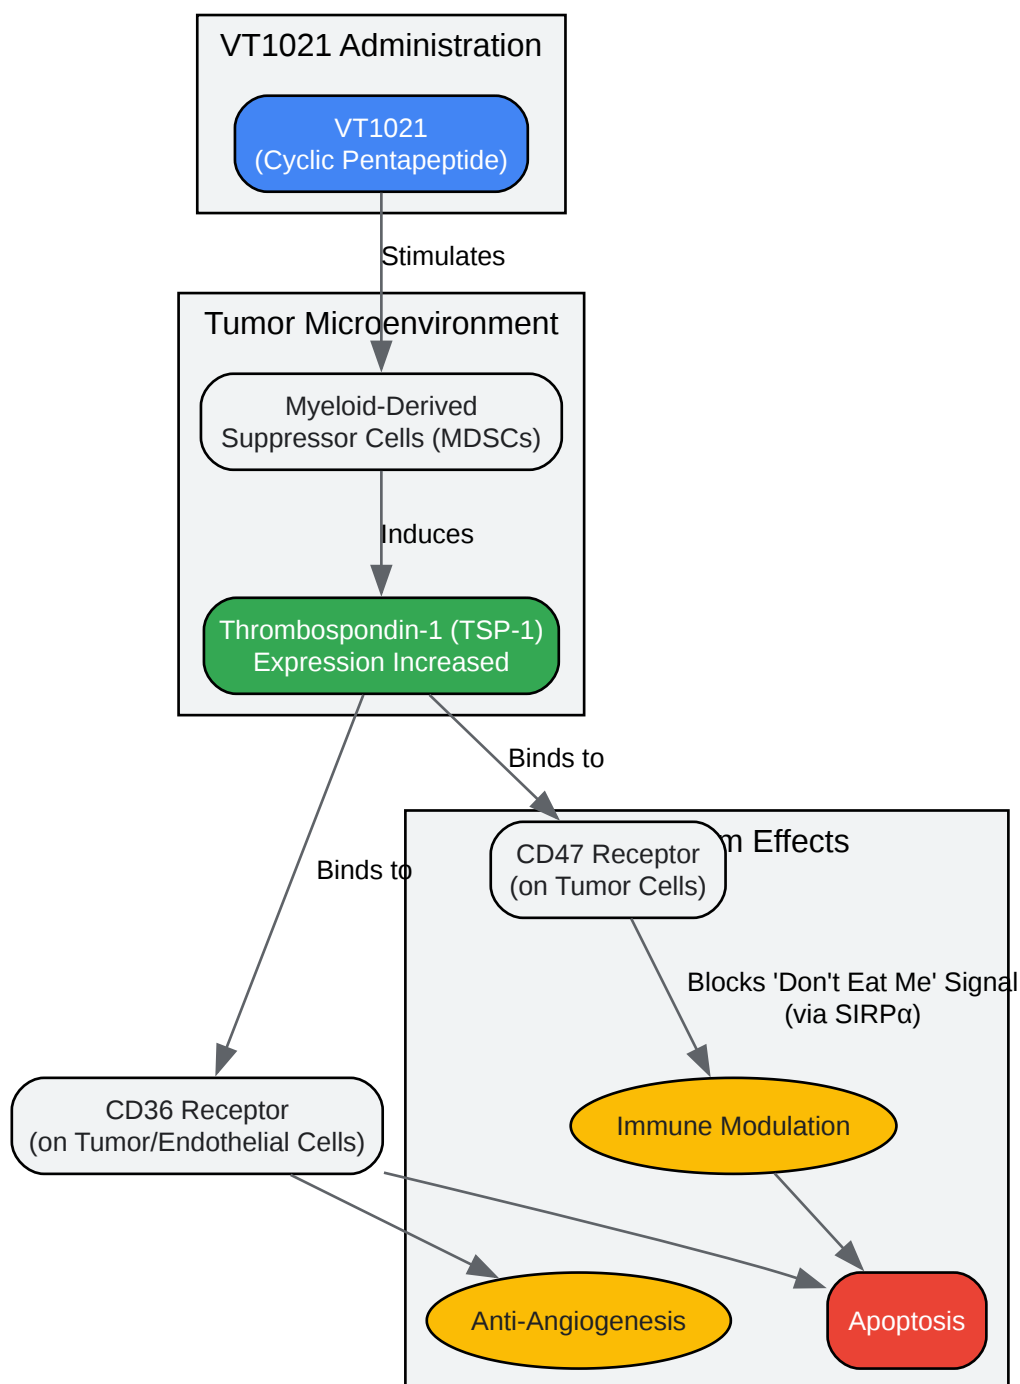 VT1021 Administration
VT1021
(Cyclic Pentapeptide)
Stimulates
Tumor Microenvironment
Myeloid-Derived
Suppressor Cells (MDSCs)
Induces
Thrombospondin-1 (TSP-1)
Expression Increased
Binds to
Effects
CD47 Receptor
(on Tumor Cells)
Binds to
Blocks 'Don't Eat Me' Signal
(via SIRPα)
CD36 Receptor
(on Tumor/Endothelial Cells)
Immune Modulation
Anti-Angiogenesis
Apoptosis